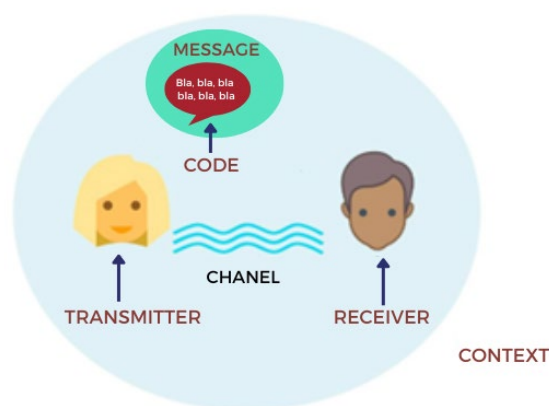 MESSAGE
Bla, bla, bla
bla, bla, bla
CODE
CHANEL
TRANSMITTER
RECEIVER
CONTEXT